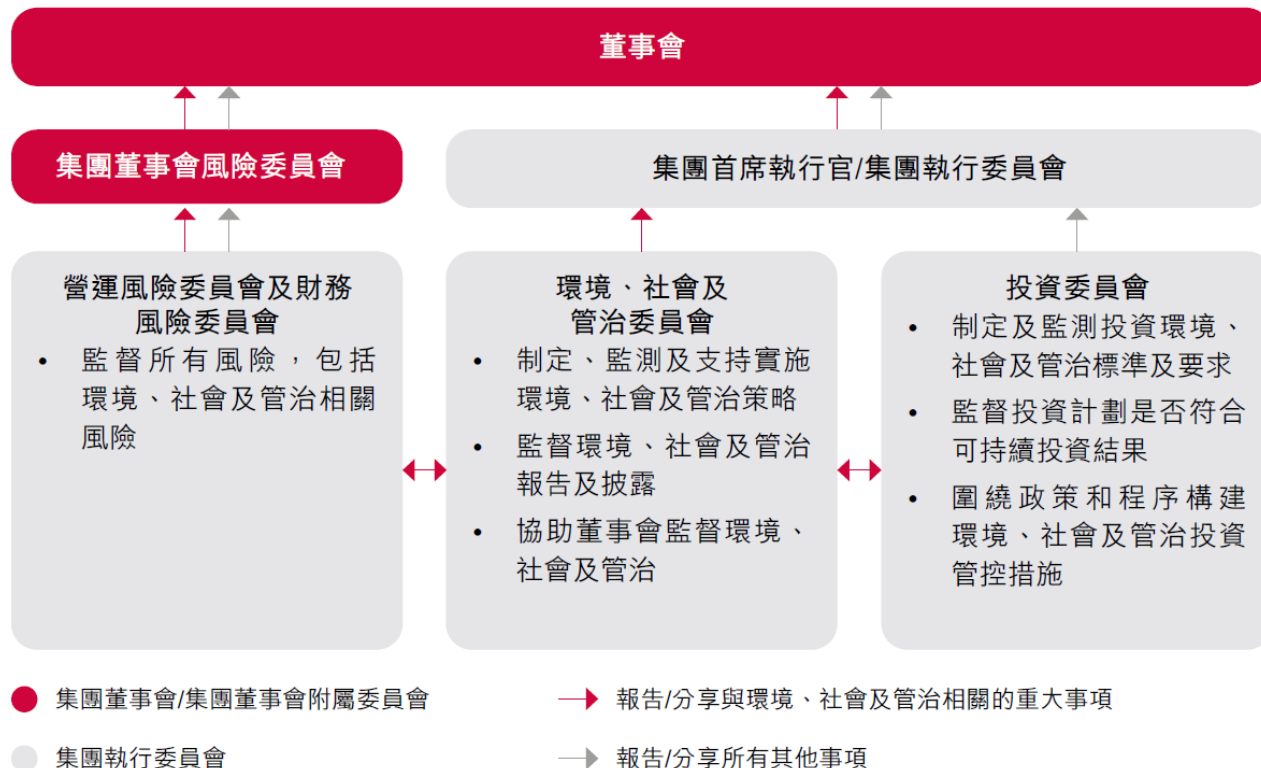 董事會
集團董事會風險委員會
集團首席執行官/集團執行委員會
營運風險委員會及財務
風險委員會
• 監督所有風險，包括
環境、社會及管治相關
風險
環境、社會及
管治委員會
• 制定、監測及支持實施
環境、社會及管治策略
• 監督環境、社會及管治
報告及披露
• 協助董事會監督環境、
社會及管治
投資委員會
• 制定及監測投資環境、
社會及管治標準及要求
• 監督投資計劃是否符合
可持續投資結果
• 圍繞政策和程序構建
環境、社會及管治投資
管控措施
集團董事會/集團董事會附屬委員會
報告/分享與環境、社會及管治相關的重大事項
集團執行委員會
報告/分享所有其他事項